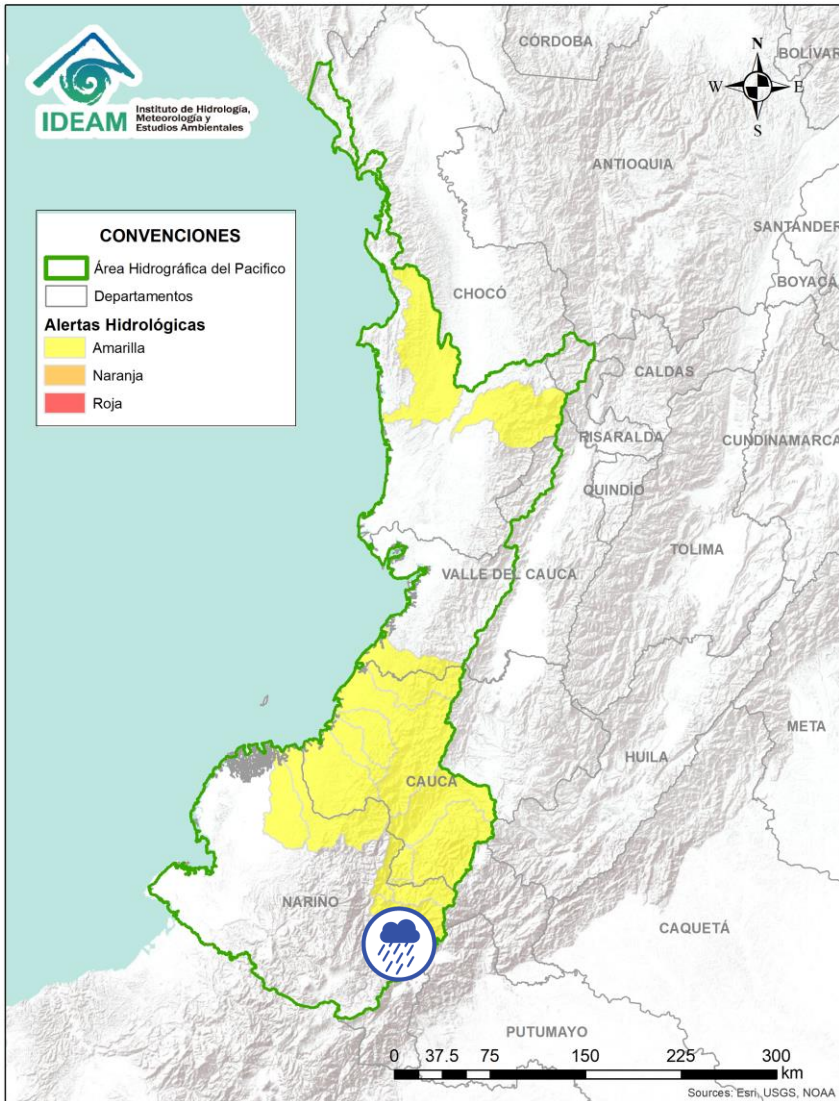 IDEAM
Instituto de Hidrología,
Meteorología y
Estudios Ambientales
CÓRDOBA
BOLÍVAR
N
W E
S
ANTIOQUIA
SANTANDER
BOYACÁ
CONVENCIONES
Área Hidrográfica del Pacifico
Departamentos
Alertas Hidrológicas
Amarilla
Naranja
Roja
CHOCÓ
CALDAS
RISARALDA
CUNDINAMARCA
QUINDÍO
TOLIMA
VALLE DEL CAUCA
META
HUILA
CAUCA
NARIÑO
CAQUETÁ
PUTUMAYO
0 37.5 75 150 225 300
km
Sources: Esri, USGS, NOAA